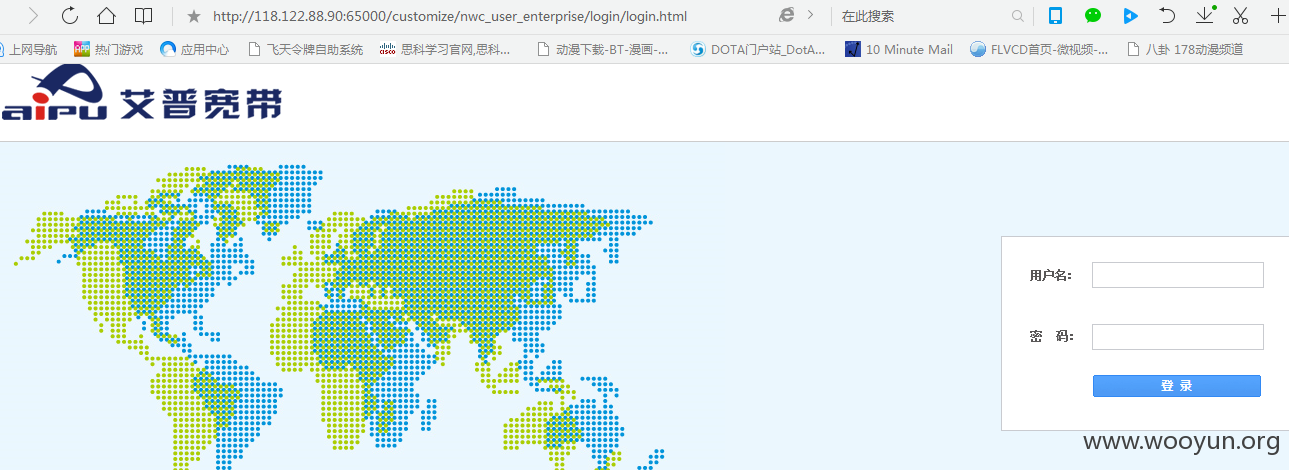 http://118.122.88.90:65000/customize/nwc_user_enterprise/login/login.html 在此搜索
上网导航 热门游戏 应用中心 飞天令牌自助系统 思科学习官网,思科... 动漫下载-BT-漫画-... DOTA门户站_DotA... 10 Minute Mail FLVCD首页-微视频-... 八卦 178动漫频道
aipu 艾普宽带
用户名:
密 码:
登 录
www.wooyun.org